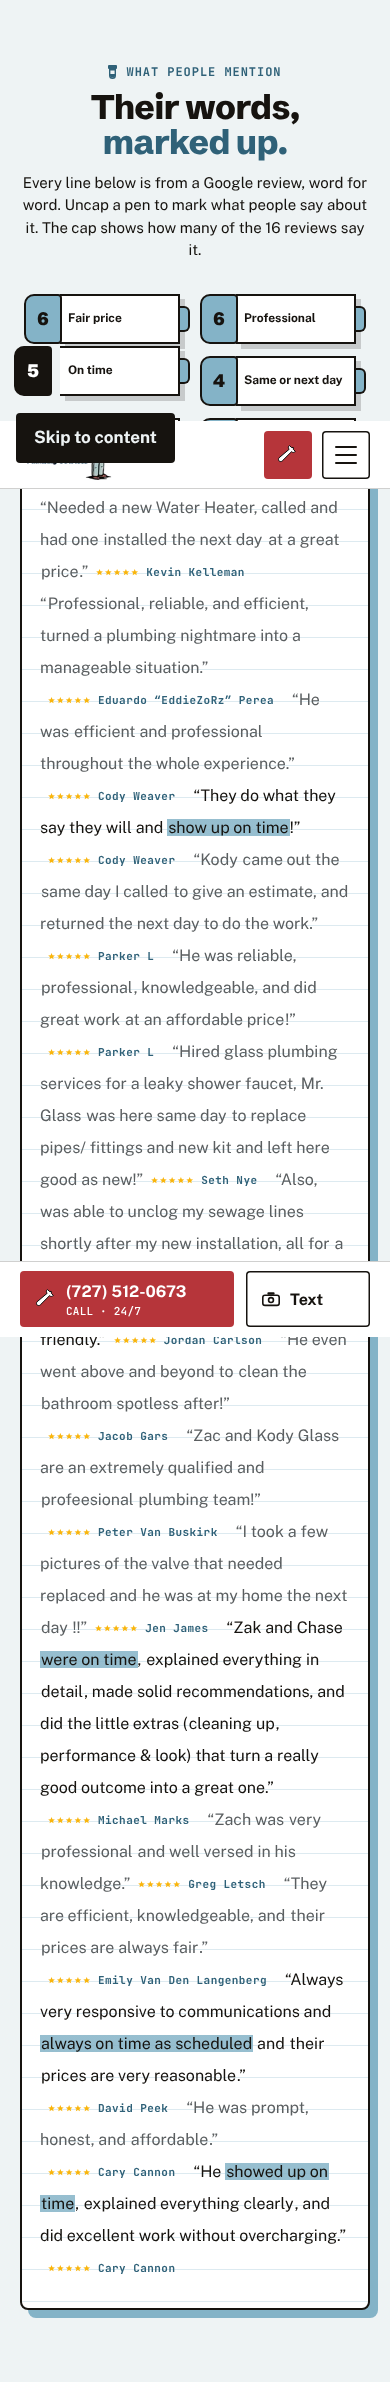 WHAT PEOPLE MENTION
Their words,
marked up.
Every line below is from a Google review, word for
word. Uncap a pen to mark what people say about
it. The cap shows how many of the 16 reviews say
it.
6 Fair price
6 Professional
5 On time
4 Same or next day
Skip to content
“Needed a new Water Heater, called and
had one installed the next day at a great
price.” ★★★★★ Kevin Kelleman
“Professional, reliable, and efficient,
turned a plumbing nightmare into a
manageable situation.”
★★★★★ Eduardo “EddieZoRz” Perea “He
was efficient and professional
throughout the whole experience.”
★★★★★ Cody Weaver “They do what they
say they will and show up on time!”
★★★★★ Cody Weaver “Kody came out the
same day I called to give an estimate, and
returned the next day to do the work.”
★★★★★ Parker L “He was reliable,
professional, knowledgeable, and did
great work at an affordable price!”
★★★★★ Parker L “Hired glass plumbing
services for a leaky shower faucet, Mr.
Glass was here same day to replace
pipes/ fittings and new kit and left here
good as new!” ★★★★★ Seth Nye “Also,
was able to unclog my sewage lines
shortly after my new installation, all for a
(727) 512-0673
CALL · 24/7
Text
friendly. ★★★★★ Jordan Carlson “He even
went above and beyond to clean the
bathroom spotless after!”
★★★★★ Jacob Gars “Zac and Kody Glass
are an extremely qualified and
profeesional plumbing team!”
★★★★★ Peter Van Buskirk “I took a few
pictures of the valve that needed
replaced and he was at my home the next
day !!” ★★★★★ Jen James “Zak and Chase
were on time, explained everything in
detail, made solid recommendations, and
did the little extras (cleaning up,
performance & look) that turn a really
good outcome into a great one.”
★★★★★ Michael Marks “Zach was very
professional and well versed in his
knowledge.” ★★★★★ Greg Letsch “They
are efficient, knowledgeable, and their
prices are always fair.”
★★★★★ Emily Van Den Langenberg “Always
very responsive to communications and
always on time as scheduled and their
prices are very reasonable.”
★★★★★ David Peek “He was prompt,
honest, and affordable.”
★★★★★ Cary Cannon “He showed up on
time, explained everything clearly, and
did excellent work without overcharging.”
★★★★★ Cary Cannon